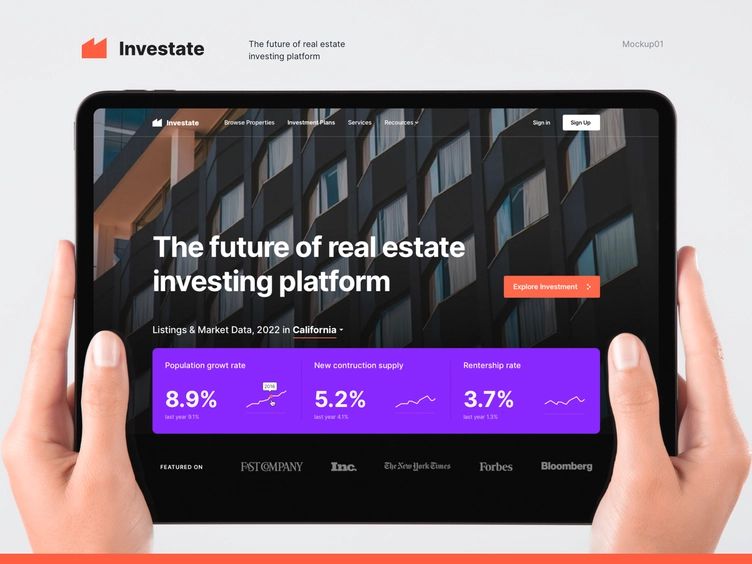 Investate
The future of real estate
investing platform
Mockup01
Investate
Browse Properties
Investment Plans
Services
Recources
Sign in
Sign Up
The future of real estate
investing platform
Explore Investment
Listings & Market Data, 2022 in California
Population growt rate
8.9%
2016
last year 9.1%
New contruction supply
5.2%
last year 4.1%
Rentership rate
3.7%
last year 1.3%
FEATURED ON
FAST COMPANY
Inc.
The New York Times
Forbes
Bloomberg